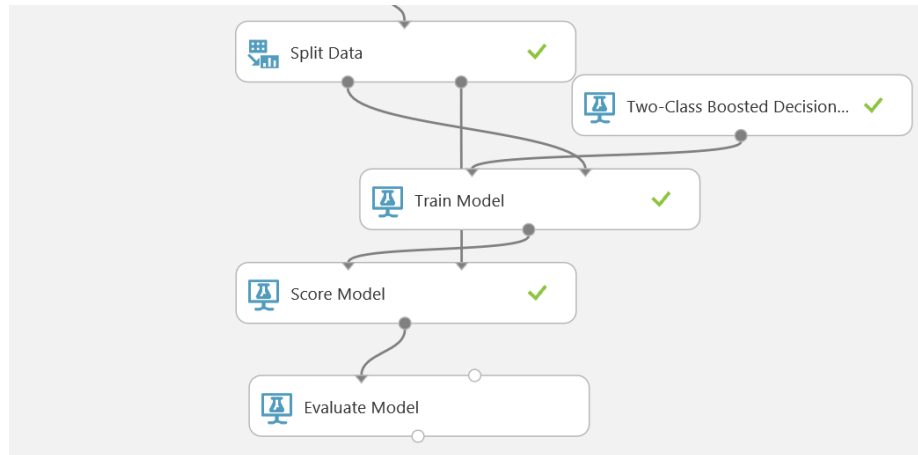 Split Data
Two-Class Boosted Decision...
Train Model
Score Model
Evaluate Model